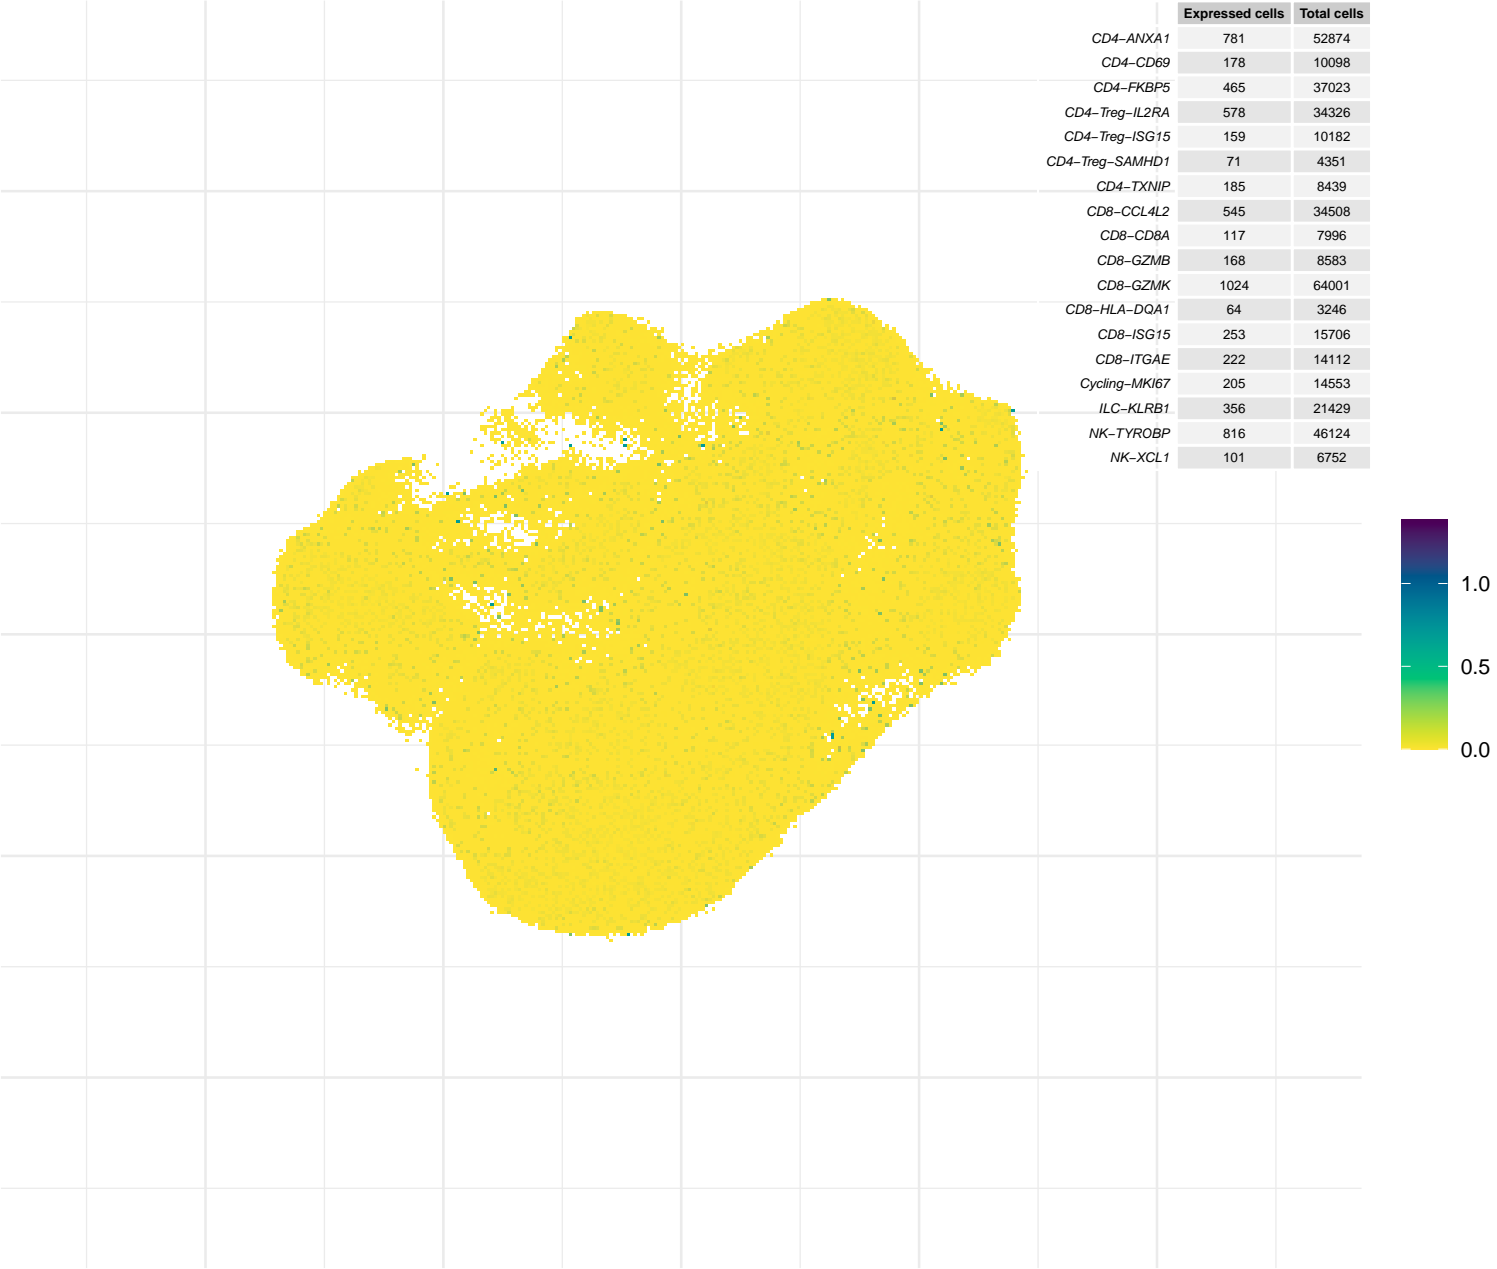 Expressed cells Total cells
CD4−ANXA1 781 52874
CD4−CD69 178 10098
CD4−FKBP5 465 37023
CD4−Treg−IL2RA 578 34326
CD4−Treg−ISG15 159 10182
CD4−Treg−SAMHD1 71 4351
CD4−TXNIP 185 8439
CD8−CCL4L2 545 34508
CD8−CD8A 117 7996
CD8−GZMB 168 8583
CD8−GZMK 1024 64001
CD8−HLA−DQA1 64 3246
CD8−ISG15 253 15706
CD8−ITGAE 222 14112
Cycling−MKI67 205 14553
ILC−KLRB1 356 21429
NK−TYROBP 816 46124
NK−XCL1 101 6752
1.0
0.5
0.0